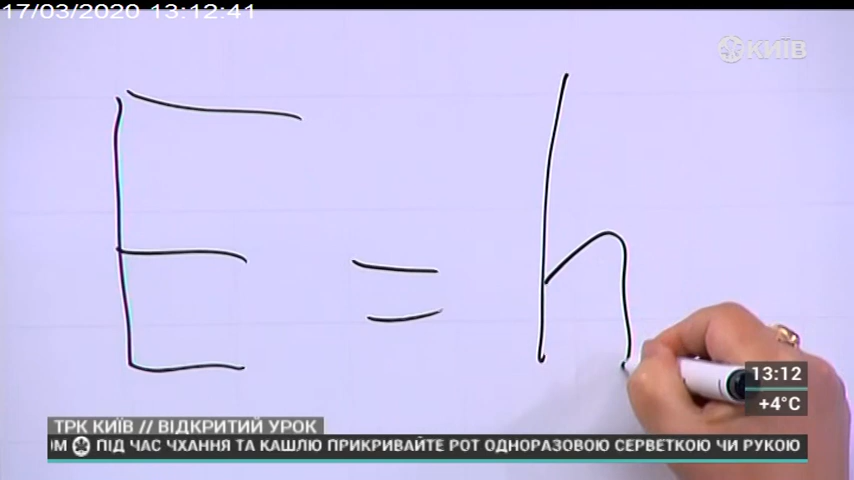 17/03/2020 13:12:41
КИЇВ
E = h
13:12
+4°C
ТРК КИЇВ // ВІДКРИТИЙ УРОК
ОМ ПІД ЧАС ЧХАННЯ ТА КАШЛЮ ПРИКРИВАЙТЕ РОТ ОДНОРАЗОВОЮ СЕРВЕТКОЮ ЧИ РУКОЮ